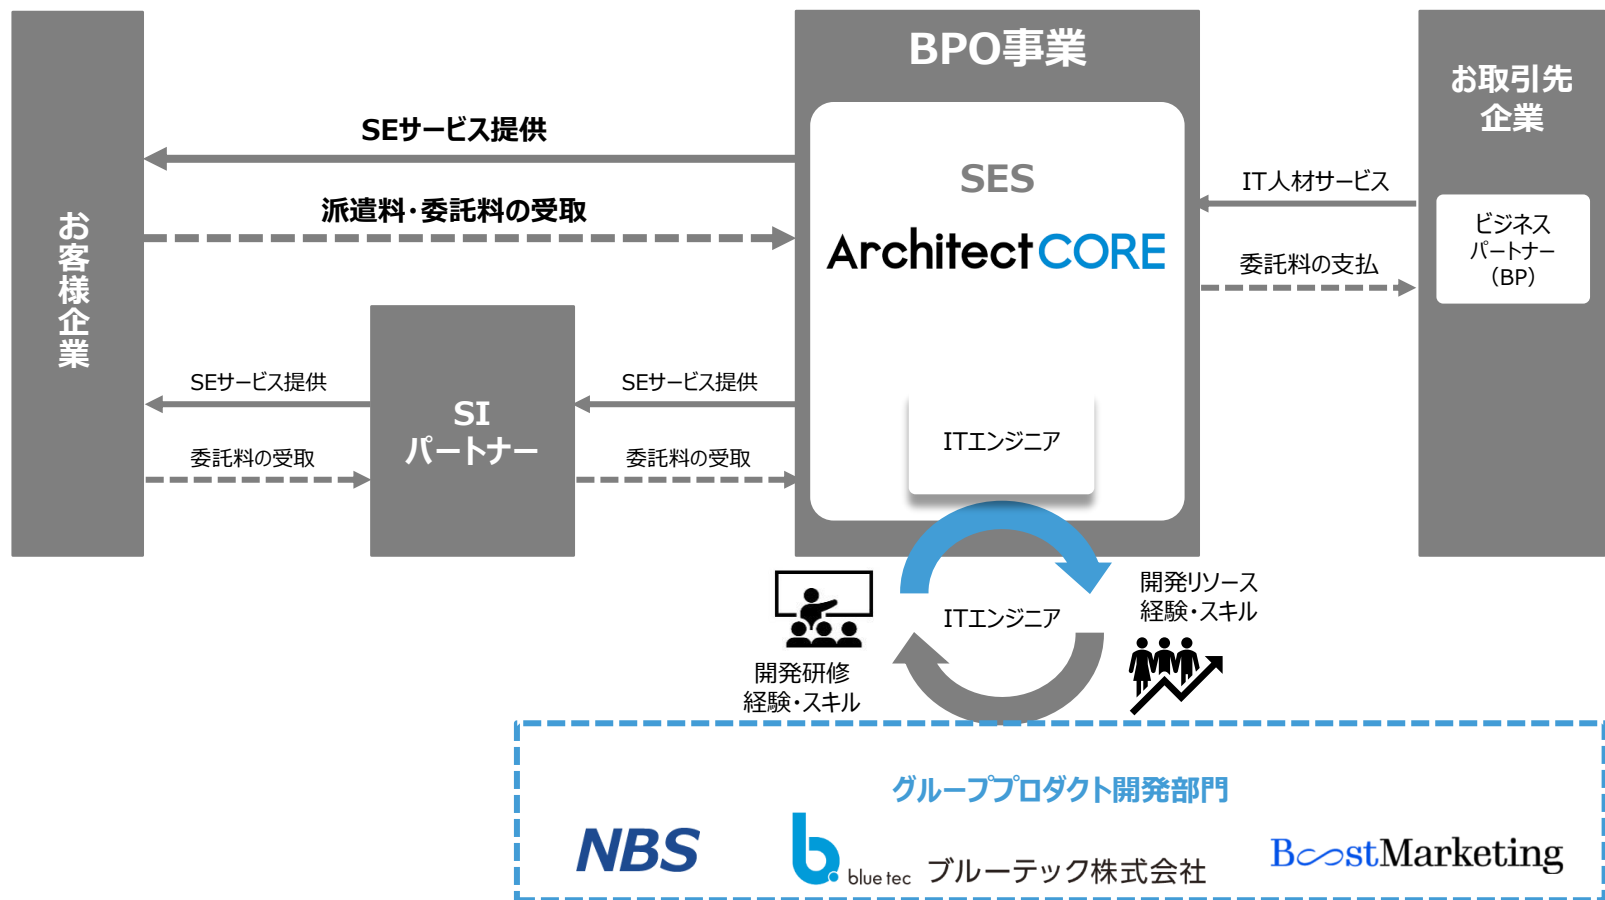 BPO事業
お取引先
企業
SEサービス提供
SES
IT人材サービス
派遣料・委託料の受取
ArchitectCORE
ビジネス
パートナー
（BP）
お客様企業
委託料の支払
SEサービス提供
SEサービス提供
SI
パートナー
ITエンジニア
委託料の受取
委託料の受取
開発リソース
経験・スキル
ITエンジニア
開発研修
経験・スキル
グループプロダクト開発部門
NBS
b. blue tec ブルーテック株式会社
BoostMarketing